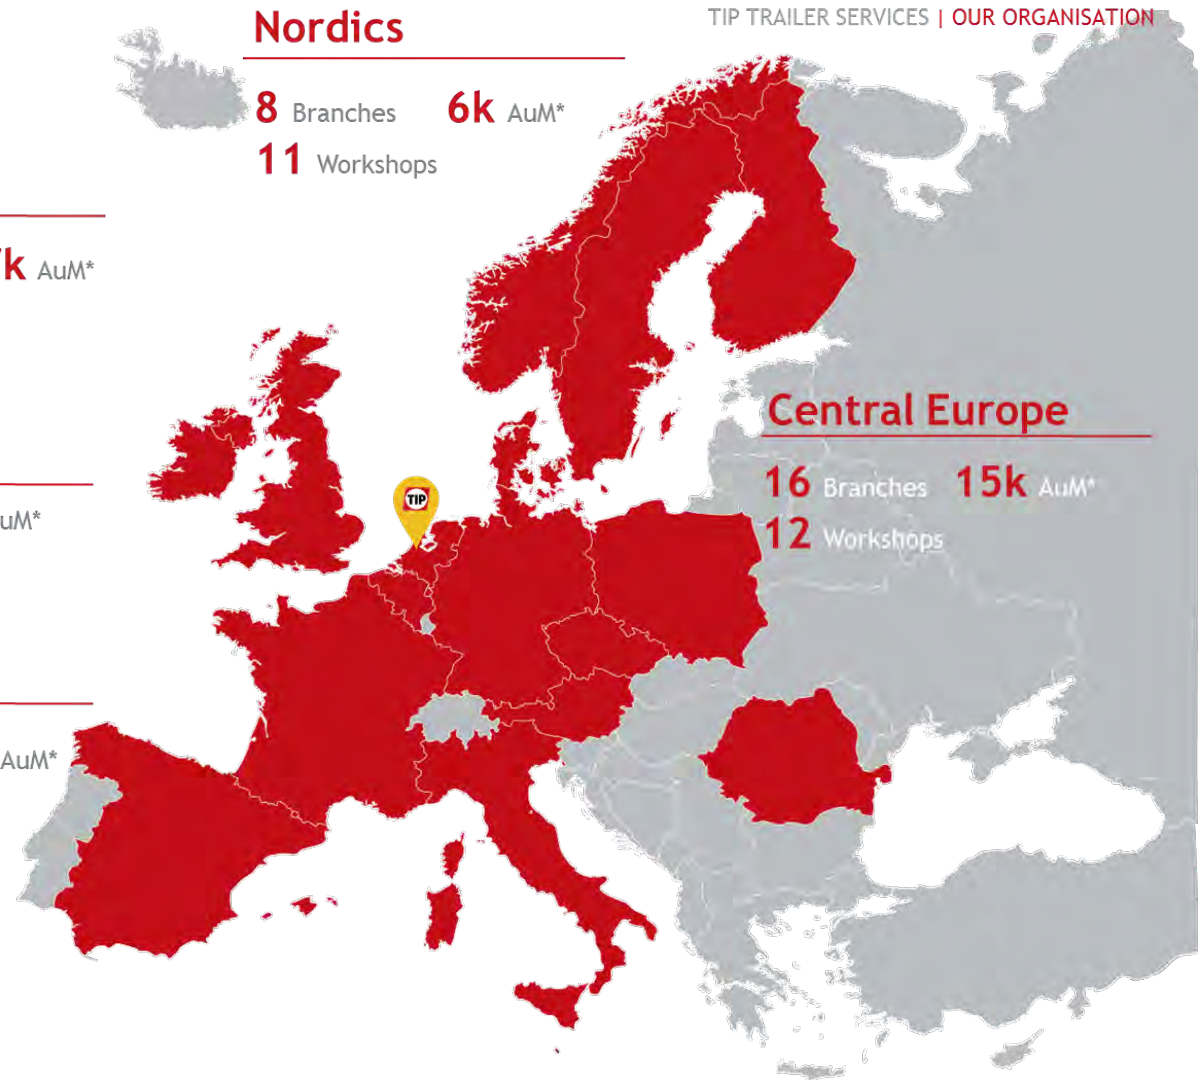 TIP TRAILER SERVICES | OUR ORGANISATION
Nordics
8 Branches 6k AuM*
11 Workshops
k AuM*
Central Europe
16 Branches 15k AuM*
12 Workshops
uM*
TIP
AuM*